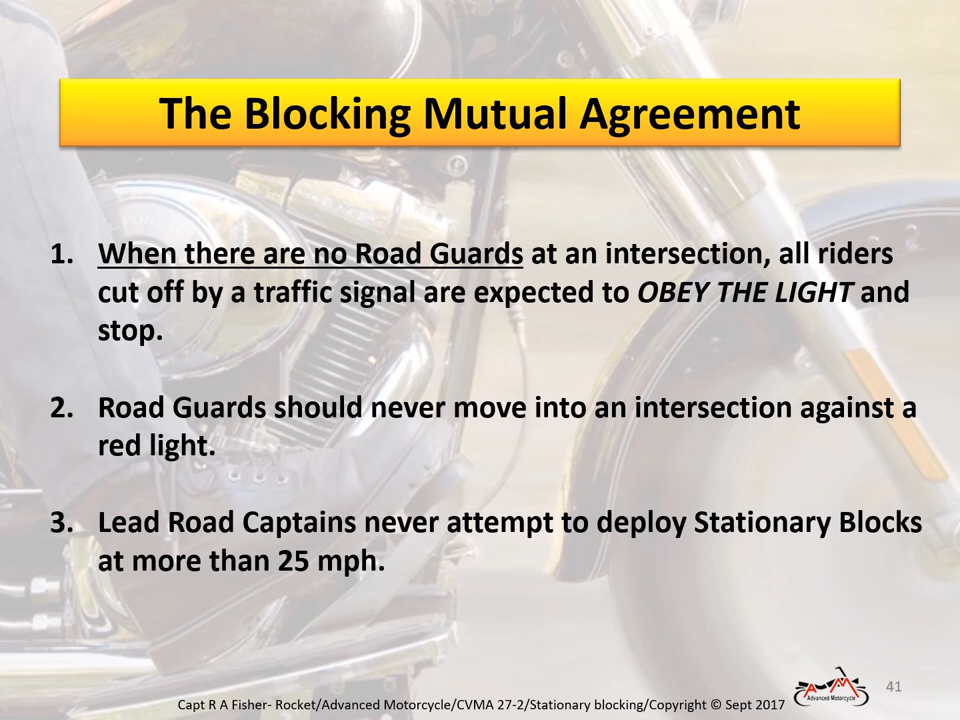 The Blocking Mutual Agreement
1. When there are no Road Guards at an intersection, all riders
cut off by a traffic signal are expected to OBEY THE LIGHT and
stop.
2. Road Guards should never move into an intersection against a
red light.
3. Lead Road Captains never attempt to deploy Stationary Blocks
at more than 25 mph.
Advanced Motorcycle
41
Capt R A Fisher- Rocket/Advanced Motorcycle/CVMA 27-2/Stationary blocking/Copyright © Sept 2017